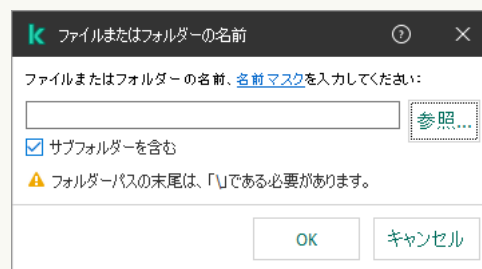 ファイルまたはフォルダーの名前
ファイルまたはフォルダーの名前、名前マスクを入力してください:
参照...
サブフォルダーを含む
フォルダーパスの末尾は、「\」である必要があります。
OK キャンセル